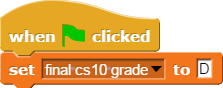 when clicked
set final cs10 grade to D